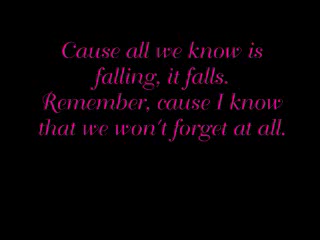 Cause all we know is
falling, it falls.
Remember, cause I know
that we won't forget at all.